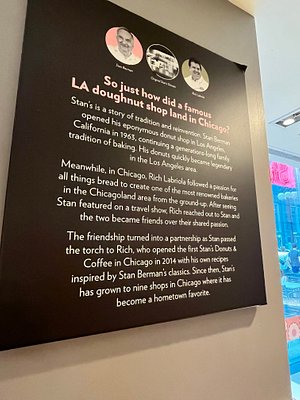 Stan Berman
So just how did a famous
LA doughnut shop land in Chicago?
Stan's is a story of tradition and reinvention. Stan Berman
opened his eponymous donut shop in Los Angeles,
California in 1963, continuing a generations-long family
tradition of baking. His donuts quickly became legendary
in the Los Angeles area.
Meanwhile, in Chicago, Rich Labriola followed a passion for
all things bread to create one of the most renowned bakeries
in the Chicagoland area from the ground-up. After seeing
Stan featured on a travel show, Rich reached out to Stan and
the two became friends over their shared passion.
The friendship turned into a partnership as Stan passed
the torch to Rich, who opened the first Stan's Donuts &
Coffee in Chicago in 2014 with his own recipes
inspired by Stan Berman's classics. Since then, Stan's
has grown to nine shops in Chicago where it has
become a hometown favorite.